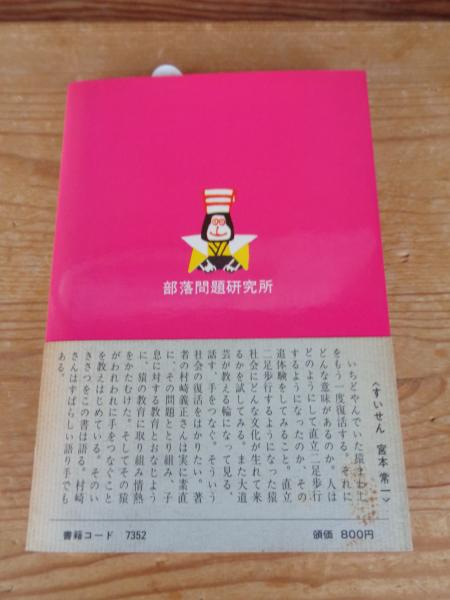 部落問題研究所
〈すいせん 宮本常一〉
いちどやんでいた猿まわし
をもう一度復活する。それに
どんな意味があるのか。人は
どのようにして直立二足歩行
するようになったのか、その
追体験をしてみること。直立
二足歩行するようになった猿
社会にどんな文化が生れて来
るかを試してみる。また大道
芸が教える輪になって見る、
話す、手をつなぐ。そういう
社会の復活をはかりたい。著
者の村崎義正さんは実に素直
に、その問題ととり組み、子
息に対する教育とおなじよう
に、猿の教育に取り組み情熱
をかたむけた。そしてその猿
がわれわれに手をつなぐこと
を教えはじめている。そのい
きさつをこの書は語る。村崎
さんはすばらしい語り手でも
ある。
書籍コード 7352
頒価 800円